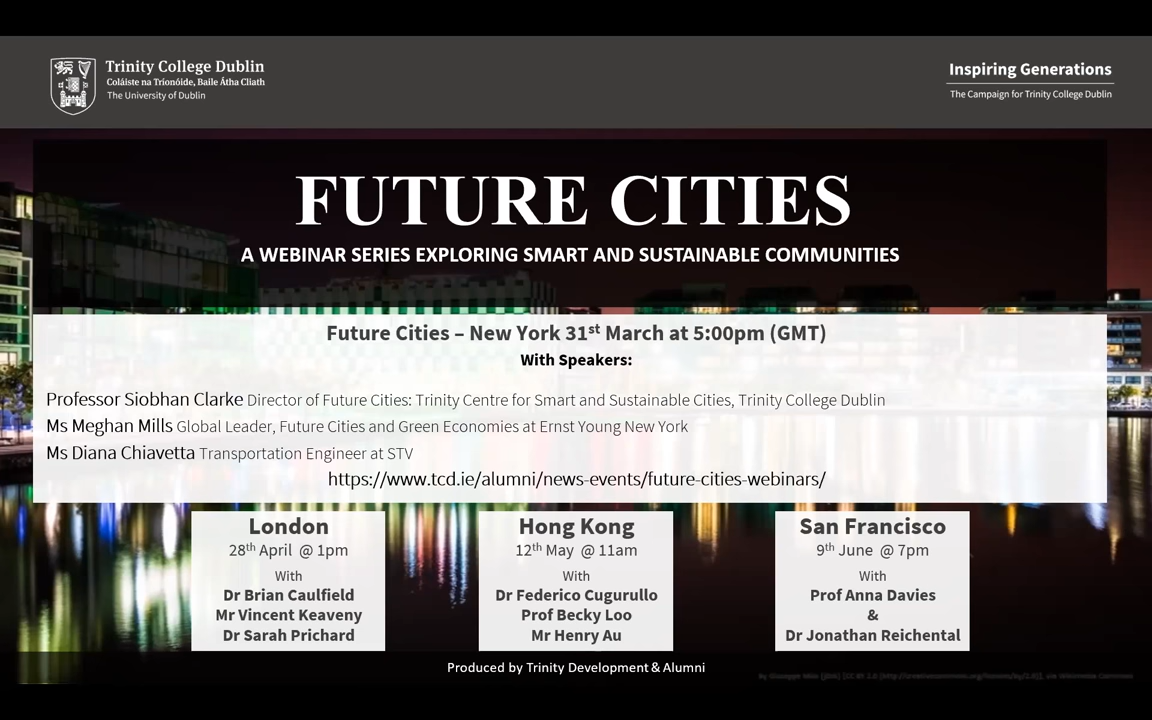 Trinity College Dublin
Coláiste na Tríonóide, Baile Átha Cliath
The University of Dublin
Inspiring Generations
The Campaign for Trinity College Dublin
FUTURE CITIES
A WEBINAR SERIES EXPLORING SMART AND SUSTAINABLE COMMUNITIES
Future Cities – New York 31st March at 5:00pm (GMT)
With Speakers:
Professor Siobhan Clarke Director of Future Cities: Trinity Centre for Smart and Sustainable Cities, Trinity College Dublin
Ms Meghan Mills Global Leader, Future Cities and Green Economies at Ernst Young New York
Ms Diana Chiavetta Transportation Engineer at STV
https://www.tcd.ie/alumni/news-events/future-cities-webinars/
London
28th April @ 1pm
With
Dr Brian Caulfield
Mr Vincent Keaveny
Dr Sarah Prichard
Hong Kong
12th May @ 11am
With
Dr Federico Cugurullo
Prof Becky Loo
Mr Henry Au
San Francisco
9th June @ 7pm
With
Prof Anna Davies
&
Dr Jonathan Reichental
Produced by Trinity Development & Alumni